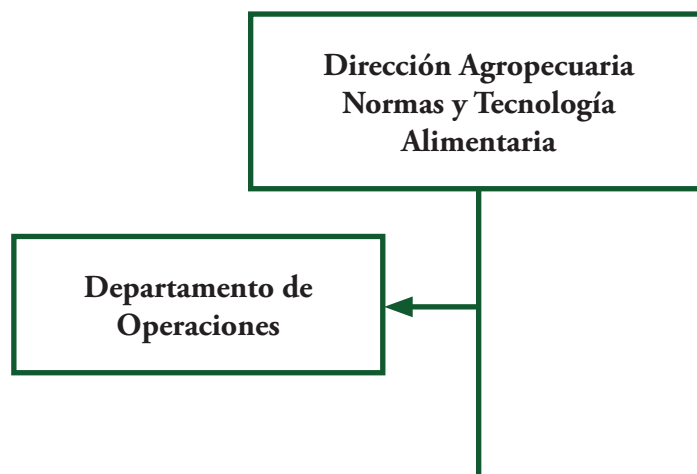 Dirección Agropecuaria
Normas y Tecnología
Alimentaria
Departamento de
Operaciones